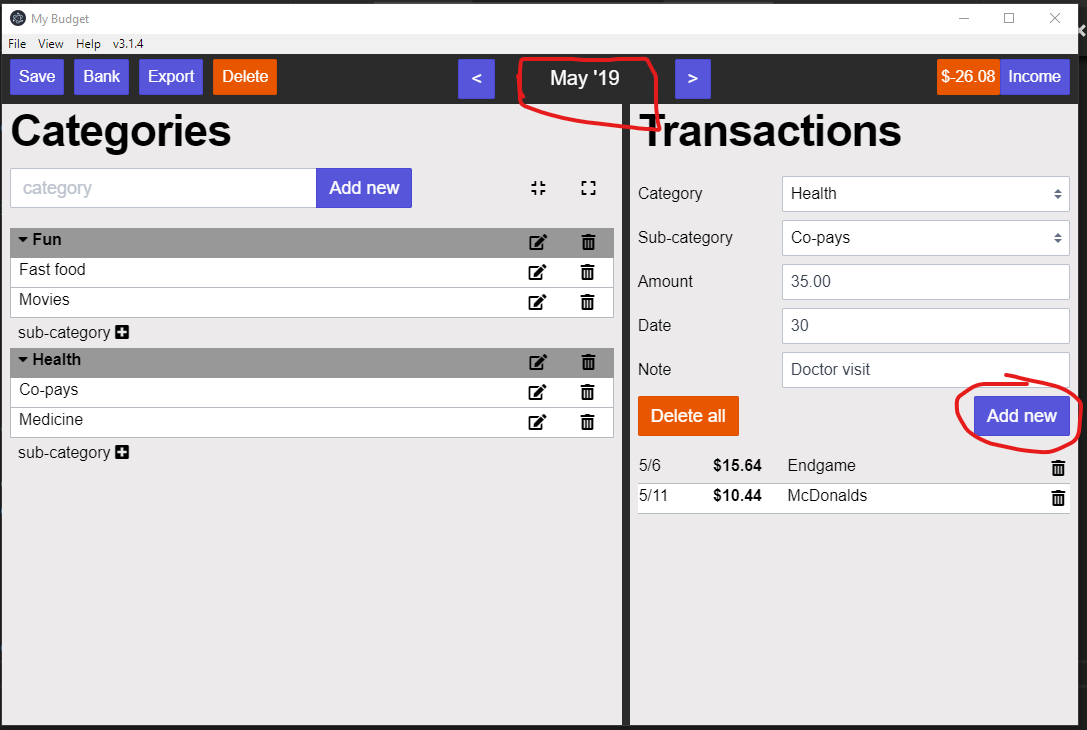 My Budget
File View Help v3.1.4
Save Bank Export Delete < May '19 > $-26.08 Income
Categories
category Add new
Fun
Fast food
Movies
sub-category
Health
Co-pays
Medicine
sub-category
Transactions
Category Health
Sub-category Co-pays
Amount 35.00
Date 30
Note Doctor visit
Delete all Add new
5/6 $15.64 Endgame
5/11 $10.44 McDonalds